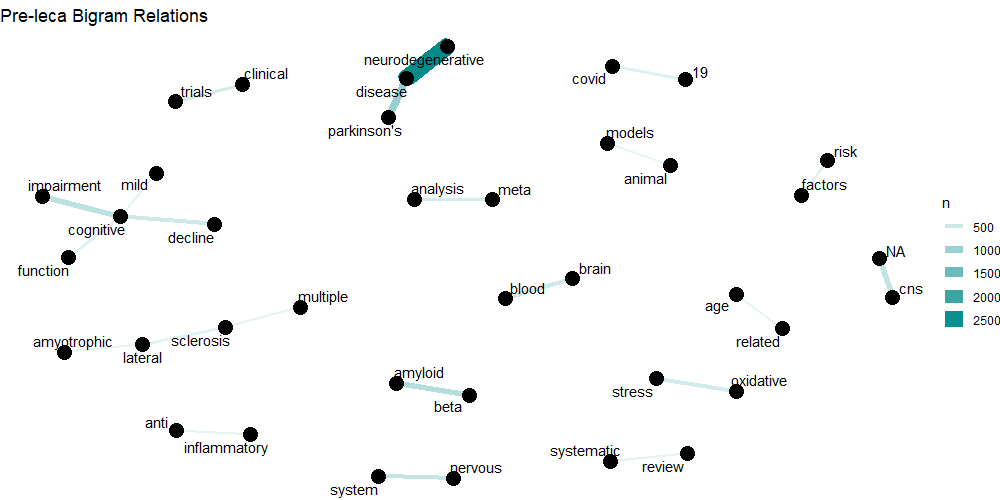 Pre-leca Bigram Relations
neurodegenerative
clinical
covid
19
trials
disease
parkinson's
models
risk
animal
factors
impairment
mild
analysis
meta
n
cognitive
decline
500
function
NA
1000
brain
1500
blood
cns
multiple
age
2000
2500
amyotrophic
sclerosis
related
lateral
amyloid
stress
oxidative
beta
anti
inflammatory
systematic
review
nervous
system